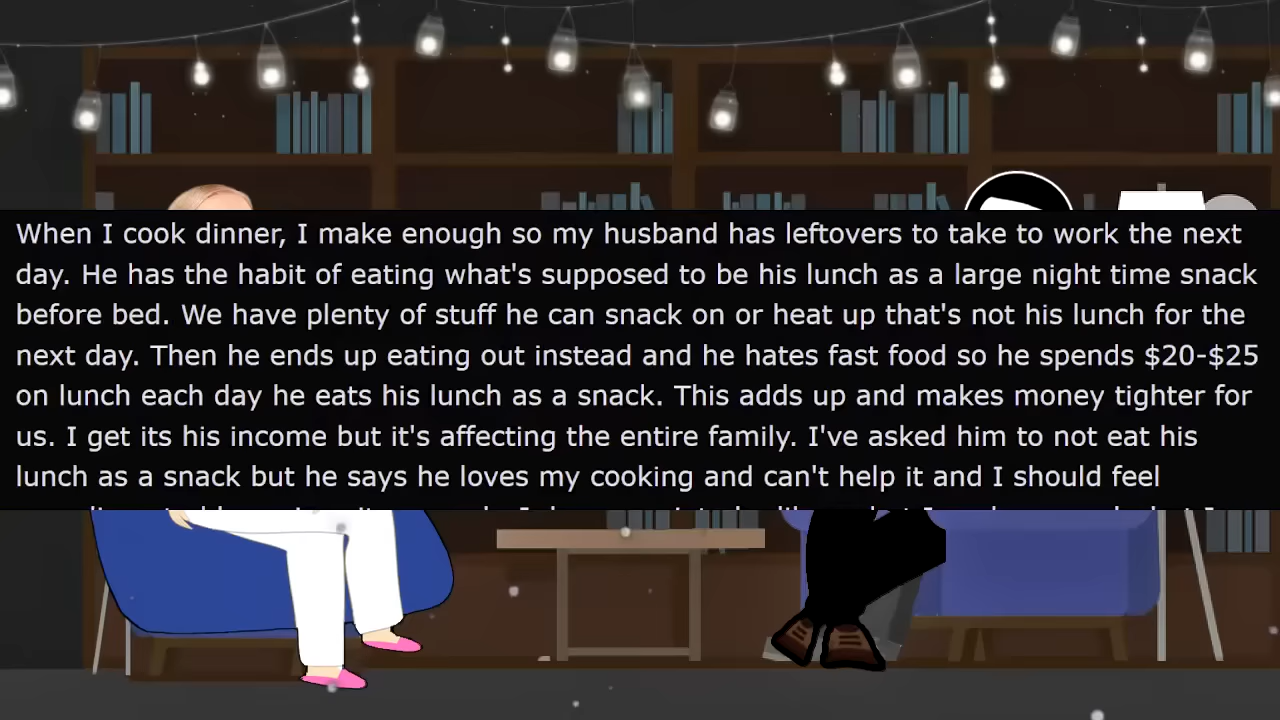 When I cook dinner, I make enough so my husband has leftovers to take to work the next
day. He has the habit of eating what's supposed to be his lunch as a large night time snack
before bed. We have plenty of stuff he can snack on or heat up that's not his lunch for the
next day. Then he ends up eating out instead and he hates fast food so he spends $20-$25
on lunch each day he eats his lunch as a snack. This adds up and makes money tighter for
us. I get its his income but it's affecting the entire family. I've asked him to not eat his
lunch as a snack but he says he loves my cooking and can't help it and I should feel